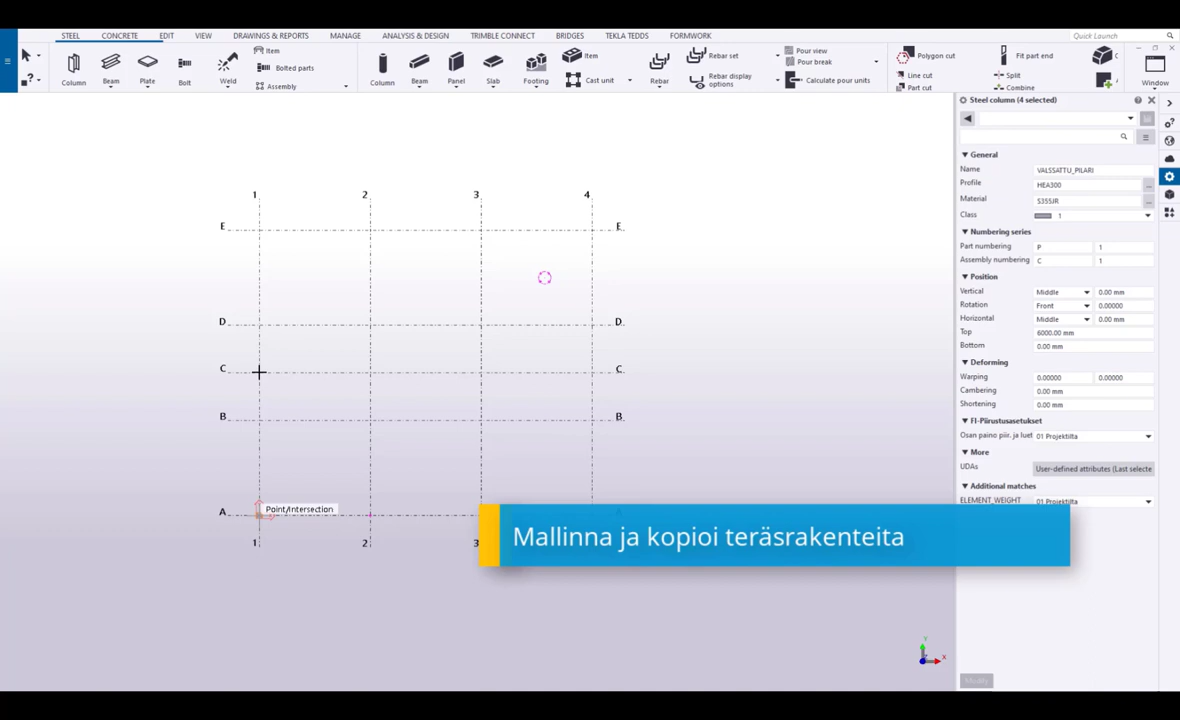 STEEL CONCRETE EDIT VIEW DRAWINGS & REPORTS MANAGE ANALYSIS & DESIGN TRIMBLE CONNECT BRIDGES TEKLA TEDDS FORMWORK Quick Launch
Column Beam Plate Bolt Weld
Item
Bolted parts
Assembly
Column Beam Panel Slab Footing
Item
Cast unit
Rebar
Rebar set
Rebar display options
Pour view
Pour break
Calculate pour units
Polygon cut
Line cut
Part cut
Fit part end
Split
Combine
Window
Steel column (4 selected)
General
Name VALSSATTU_PILARI
Profile HEA300
Material S355JR
Class 1
Numbering series
Part numbering P 1
Assembly numbering C 1
Position
Vertical Middle 0.00 mm
Rotation Front 0.00000
Horizontal Middle 0.00 mm
Top 6000.00 mm
Bottom 0.00 mm
Deforming
Warping 0.00000 0.00000
Cambering 0.00 mm
Shortening 0.00 mm
FI-Piirustusasetukset
Osan paino piir. ja luet 01 Projektilta
More
UDAs User-defined attributes (Last selecte
Additional matches
ELEMENT_WEIGHT 01 Projektilta
Modify
1 2 3 4
E E
D D
C C
B B
A Point/Intersection
1 2 3
Mallinna ja kopioi teräsrakenteita
Y
X